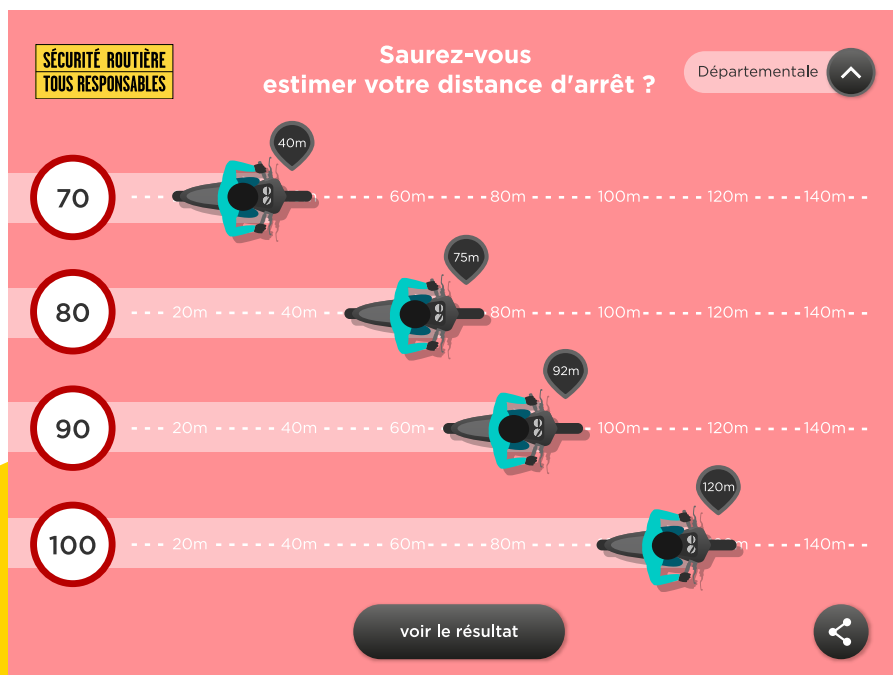 SÉCURITÉ ROUTIÈRE
TOUS RESPONSABLES
Saurez-vous
estimer votre distance d'arrêt ?
Départementale
40m
70
60m
80m
100m
120m
140m
75m
80
20m
40m
80m
100m
120m
140m
92m
90
20m
40m
60m
100m
120m
140m
120m
100
20m
40m
60m
80m
140m
voir le résultat